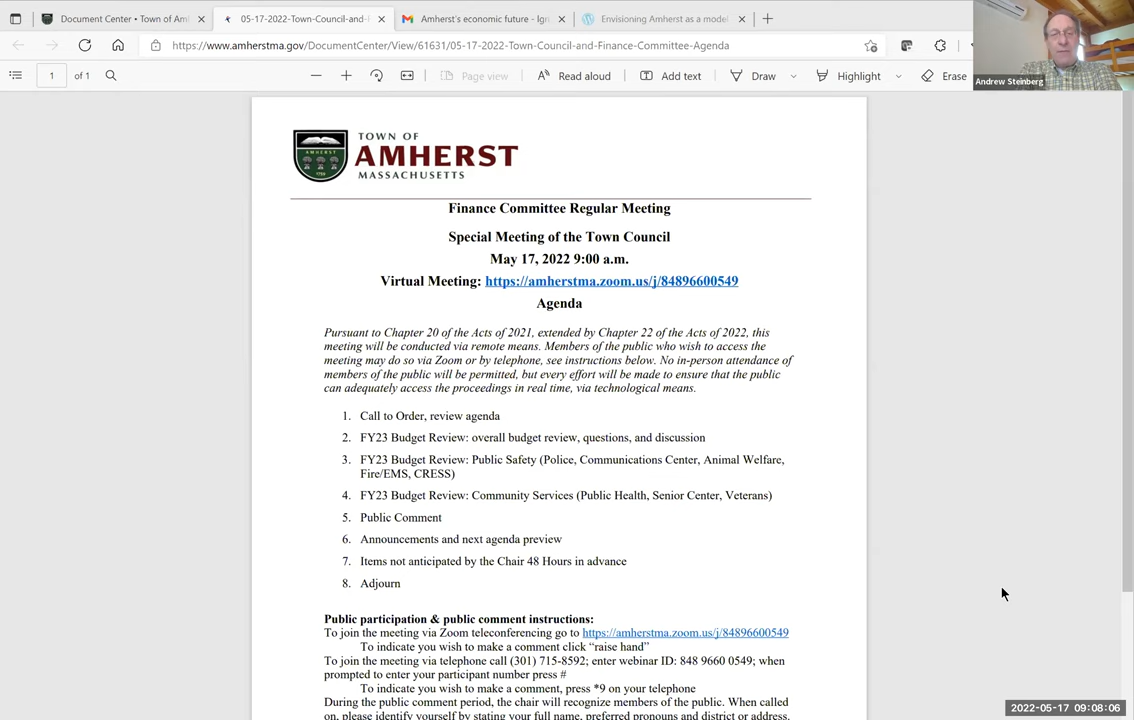 Document Center • Town of Am
05-17-2022-Town-Council-and-
Amherst's economic future - Igni
Envisioning Amherst as a model
https://www.amherstma.gov/DocumentCenter/View/61631/05-17-2022-Town-Council-and-Finance-Committee-Agenda
1 of 1
Page view
Read aloud
Add text
Draw
Highlight
Erase
Andrew Steinberg
TOWN OF
AMHERST
MASSACHUSETTS
Finance Committee Regular Meeting
Special Meeting of the Town Council
May 17, 2022 9:00 a.m.
Virtual Meeting: https://amherstma.zoom.us/j/84896600549
Agenda
Pursuant to Chapter 20 of the Acts of 2021, extended by Chapter 22 of the Acts of 2022, this
meeting will be conducted via remote means. Members of the public who wish to access the
meeting may do so via Zoom or by telephone, see instructions below. No in-person attendance of
members of the public will be permitted, but every effort will be made to ensure that the public
can adequately access the proceedings in real time, via technological means.
1. Call to Order, review agenda
2. FY23 Budget Review: overall budget review, questions, and discussion
3. FY23 Budget Review: Public Safety (Police, Communications Center, Animal Welfare,
Fire/EMS, CRESS)
4. FY23 Budget Review: Community Services (Public Health, Senior Center, Veterans)
5. Public Comment
6. Announcements and next agenda preview
7. Items not anticipated by the Chair 48 Hours in advance
8. Adjourn
Public participation & public comment instructions:
To join the meeting via Zoom teleconferencing go to https://amherstma.zoom.us/j/84896600549
To indicate you wish to make a comment click “raise hand”
To join the meeting via telephone call (301) 715-8592; enter webinar ID: 848 9660 0549; when
prompted to enter your participant number press #
To indicate you wish to make a comment, press *9 on your telephone
During the public comment period, the chair will recognize members of the public. When called
on, please identify yourself by stating your full name, preferred pronouns and district or address.
2022-05-17 09:08:06